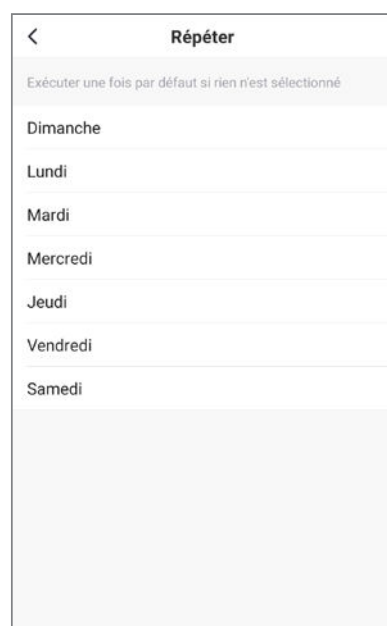 Répéter
Exécuter une fois par défaut si rien n'est sélectionné
Dimanche
Lundi
Mardi
Mercredi
Jeudi
Vendredi
Samedi